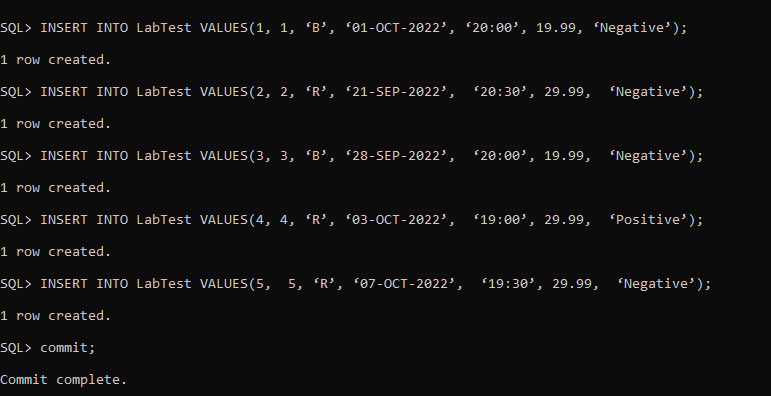 SQL> INSERT INTO LabTest VALUES(1, 1, ‘B’, ‘01-OCT-2022’, ‘20:00’, 19.99, ‘Negative’);
1 row created.
SQL> INSERT INTO LabTest VALUES(2, 2, ‘R’, ‘21-SEP-2022’,  ‘20:30’, 29.99,  ‘Negative’);
1 row created.
SQL> INSERT INTO LabTest VALUES(3, 3, ‘B’, ‘28-SEP-2022’,  ‘20:00’, 19.99,  ‘Negative’);
1 row created.
SQL> INSERT INTO LabTest VALUES(4, 4, ‘R’, ‘03-OCT-2022’,  ‘19:00’, 29.99,  ‘Positive’);
1 row created.
SQL> INSERT INTO LabTest VALUES(5,  5, ‘R’, ‘07-OCT-2022’,  ‘19:30’, 29.99,  ‘Negative’);
1 row created.
SQL> commit;
Commit complete.